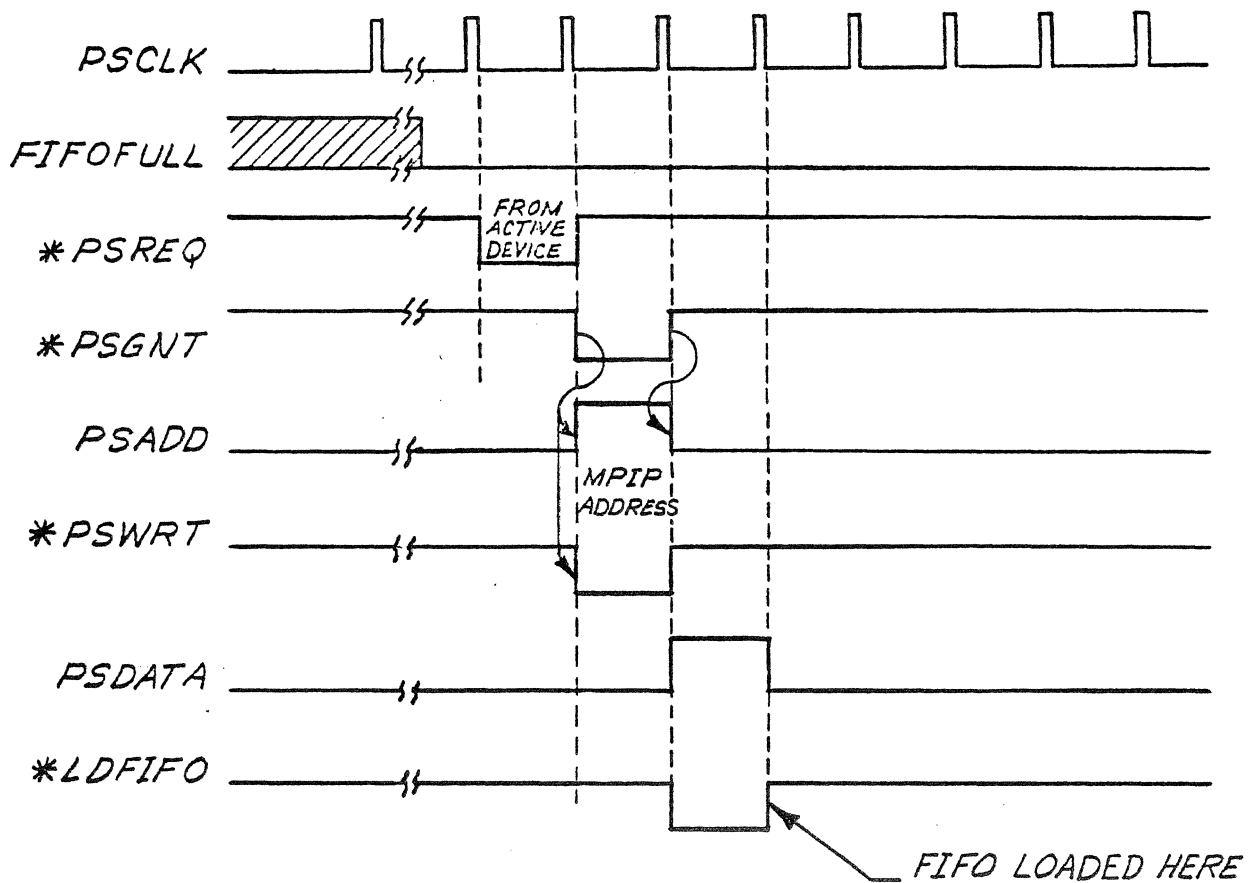 PSCLK
FIFOFULL
FROM
ACTIVE
DEVICE
*PSREQ
*PSGNT
PSADD
MPIP
ADDRESS
*PSWRT
PSDATA
*LDFIFO
FIFO LOADED HERE